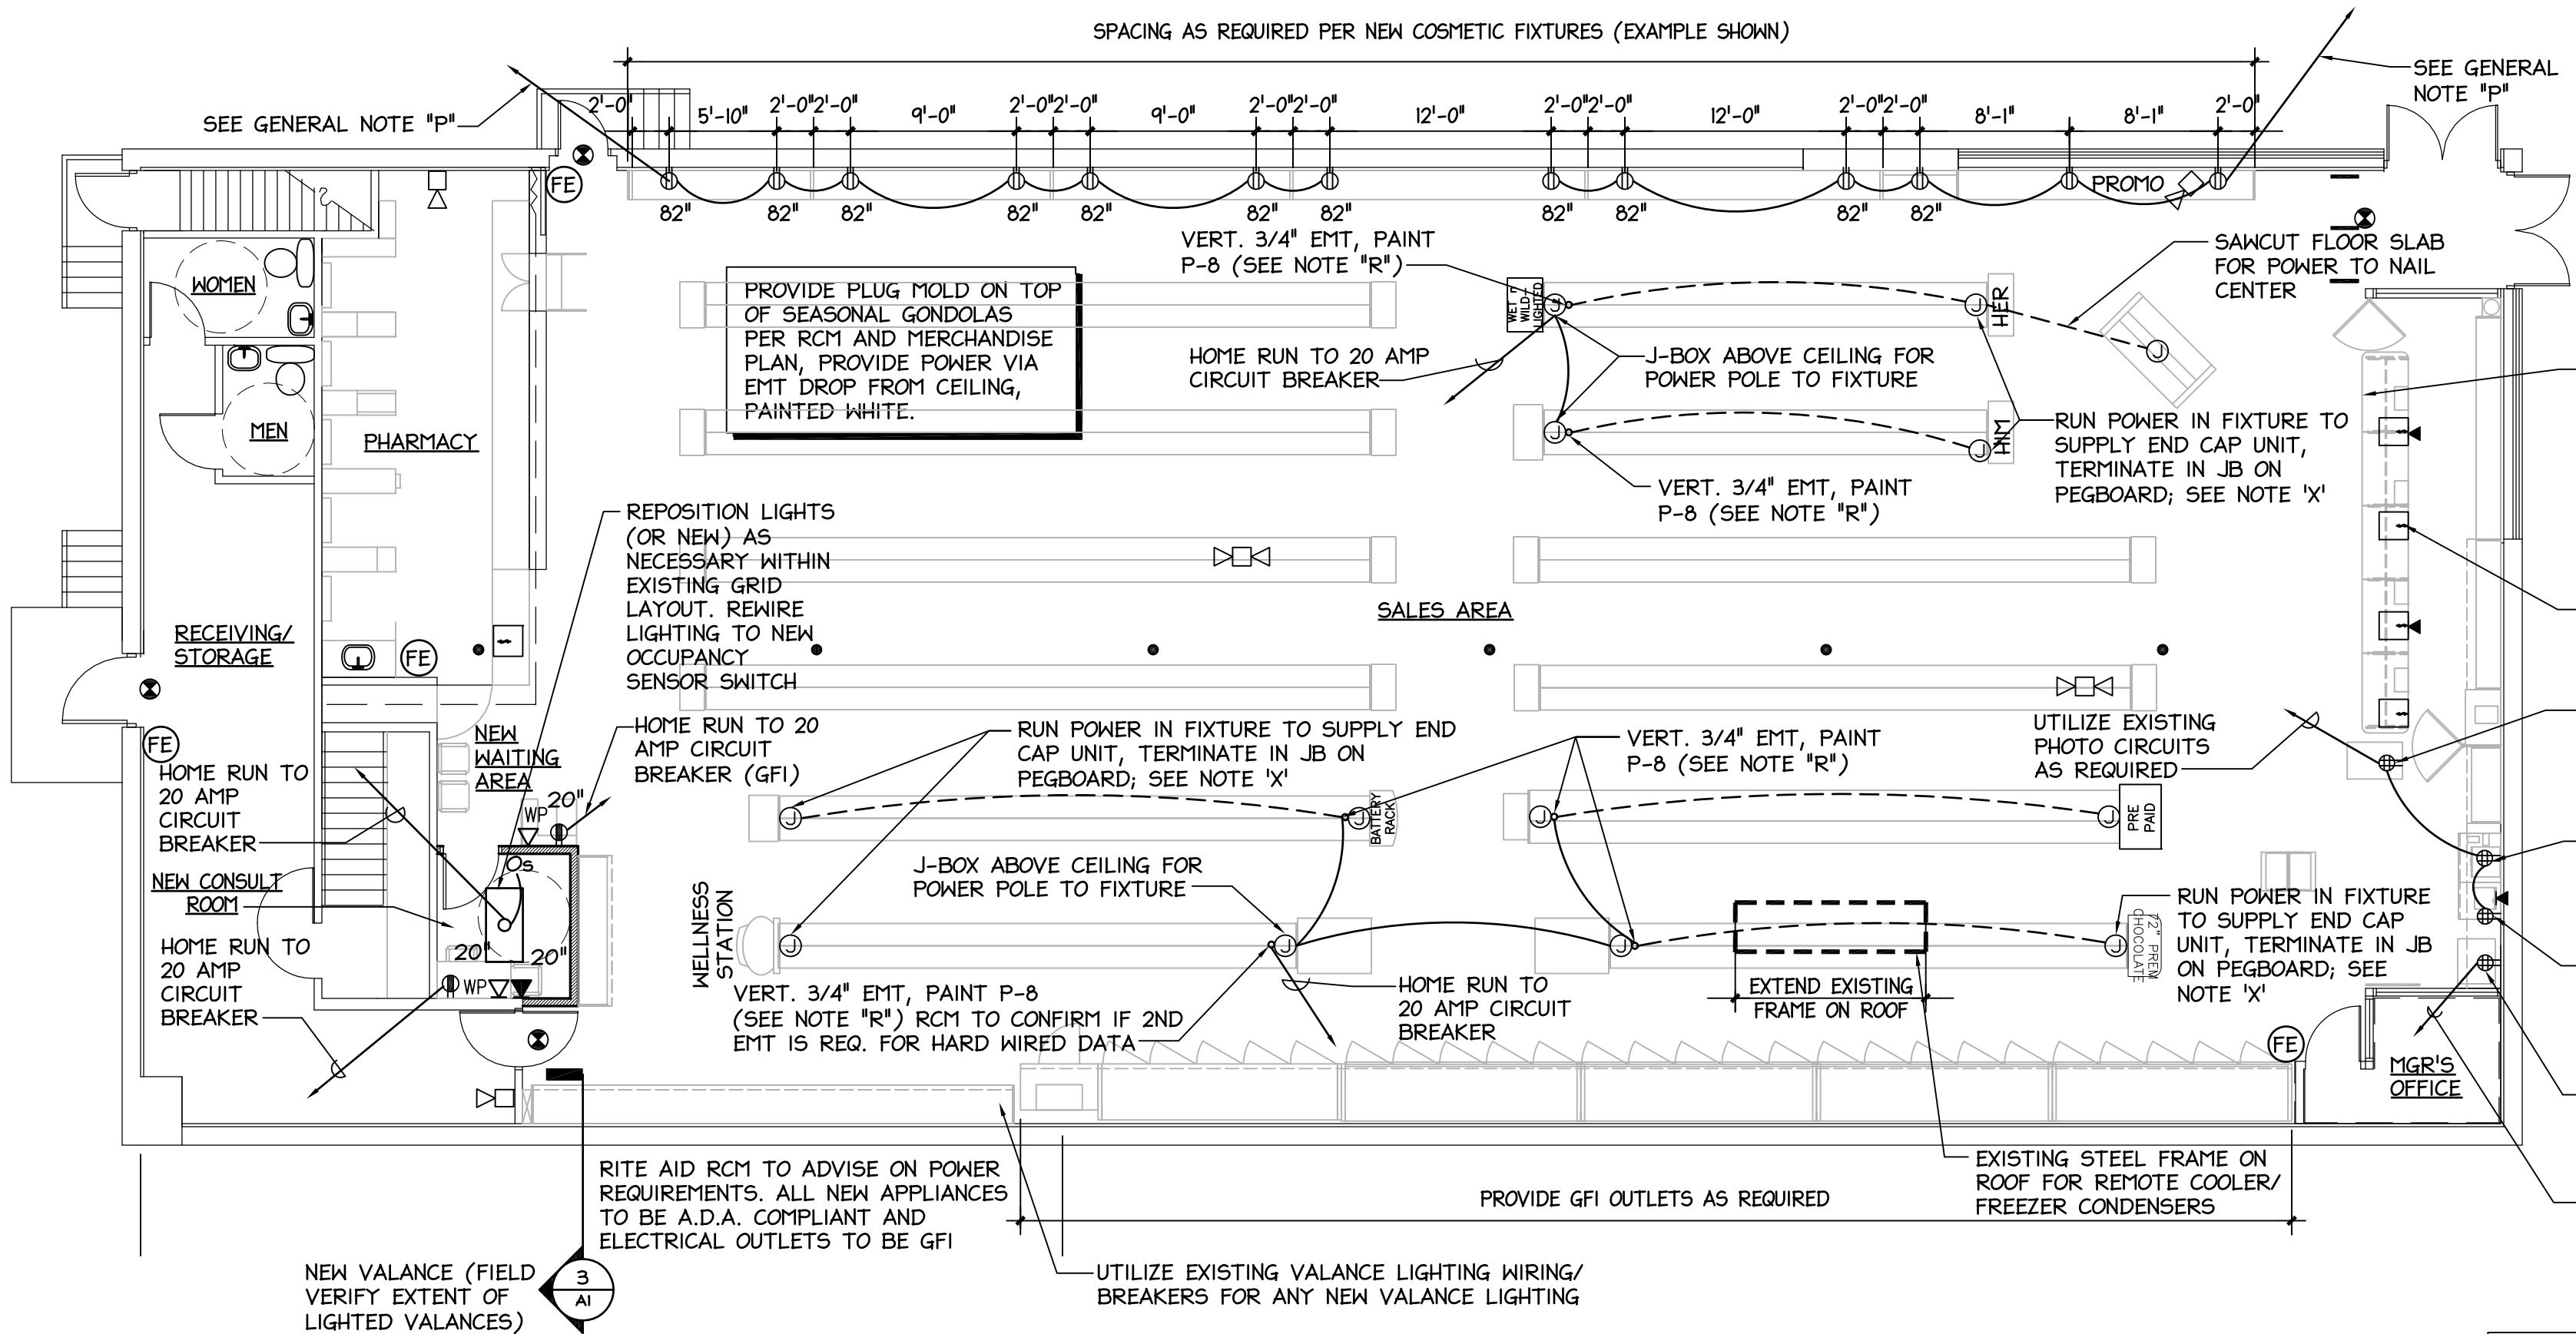 SPACING AS REQUIRED PER NEW COSMETIC FIXTURES (EXAMPLE SHOWN)
SEE GENERAL
NOTE "P"
SEE GENERAL NOTE "P"
2'-0" 5'-10" 2'-0" 2'-0" 9'-0" 2'-0" 2'-0" 9'-0" 2'-0" 2'-0" 12'-0" 2'-0" 2'-0" 12'-0" 2'-0" 2'-0" 8'-1" 8'-1" 2'-0"
FE
PROMO
82" 82" 82" 82" 82" 82" 82" 82" 82" 82" 82"
VERT. 3/4" EMT, PAINT
P-8 (SEE NOTE "R")
SAWCUT FLOOR SLAB
FOR POWER TO NAIL
CENTER
WOMEN
PROVIDE PLUG MOLD ON TOP
OF SEASONAL GONDOLAS
PER RCM AND MERCHANDISE
PLAN, PROVIDE POWER VIA
EMT DROP FROM CEILING,
PAINTED WHITE.
WET n
WILD-
LIGHTED
J
J
HER
J
HOME RUN TO 20 AMP
CIRCUIT BREAKER
J-BOX ABOVE CEILING FOR
POWER POLE TO FIXTURE
MEN
PHARMACY
J
J
HIM
RUN POWER IN FIXTURE TO
SUPPLY END CAP UNIT,
TERMINATE IN JB ON
PEGBOARD; SEE NOTE 'X'
VERT. 3/4" EMT, PAINT
P-8 (SEE NOTE "R")
REPOSITION LIGHTS
(OR NEW) AS
NECESSARY WITHIN
EXISTING GRID
LAYOUT. REWIRE
LIGHTING TO NEW
OCCUPANCY
SENSOR SWITCH
SALES AREA
RECEIVING/
STORAGE
FE
FE
NEW
WAITING
AREA
HOME RUN TO 20
AMP CIRCUIT
BREAKER (GFI)
RUN POWER IN FIXTURE TO SUPPLY END
CAP UNIT, TERMINATE IN JB ON
PEGBOARD; SEE NOTE 'X'
VERT. 3/4" EMT, PAINT
P-8 (SEE NOTE "R")
UTILIZE EXISTING
PHOTO CIRCUITS
AS REQUIRED
HOME RUN TO
20 AMP
CIRCUIT
BREAKER
20"
WP
J
J
BATTERY
RACK
J
J
PRE
PAID
Os
J-BOX ABOVE CEILING FOR
POWER POLE TO FIXTURE
NEW CONSULT
ROOM
WELLNESS
STATION
J
J
J
J
72" PREM
CHOCOLATE
RUN POWER IN FIXTURE
TO SUPPLY END CAP
UNIT, TERMINATE IN JB
ON PEGBOARD; SEE
NOTE 'X'
HOME RUN TO
20 AMP
CIRCUIT
BREAKER
20"
20"
WP
VERT. 3/4" EMT, PAINT P-8
(SEE NOTE "R") RCM TO CONFIRM IF 2ND
EMT IS REQ. FOR HARD WIRED DATA
HOME RUN TO
20 AMP CIRCUIT
BREAKER
EXTEND EXISTING
FRAME ON ROOF
FE
MGR'S
OFFICE
RITE AID RCM TO ADVISE ON POWER
REQUIREMENTS. ALL NEW APPLIANCES
TO BE A.D.A. COMPLIANT AND
ELECTRICAL OUTLETS TO BE GFI
PROVIDE GFI OUTLETS AS REQUIRED
EXISTING STEEL FRAME ON
ROOF FOR REMOTE COOLER/
FREEZER CONDENSERS
NEW VALANCE (FIELD
VERIFY EXTENT OF
LIGHTED VALANCES)
3
A1
UTILIZE EXISTING VALANCE LIGHTING WIRING/
BREAKERS FOR ANY NEW VALANCE LIGHTING